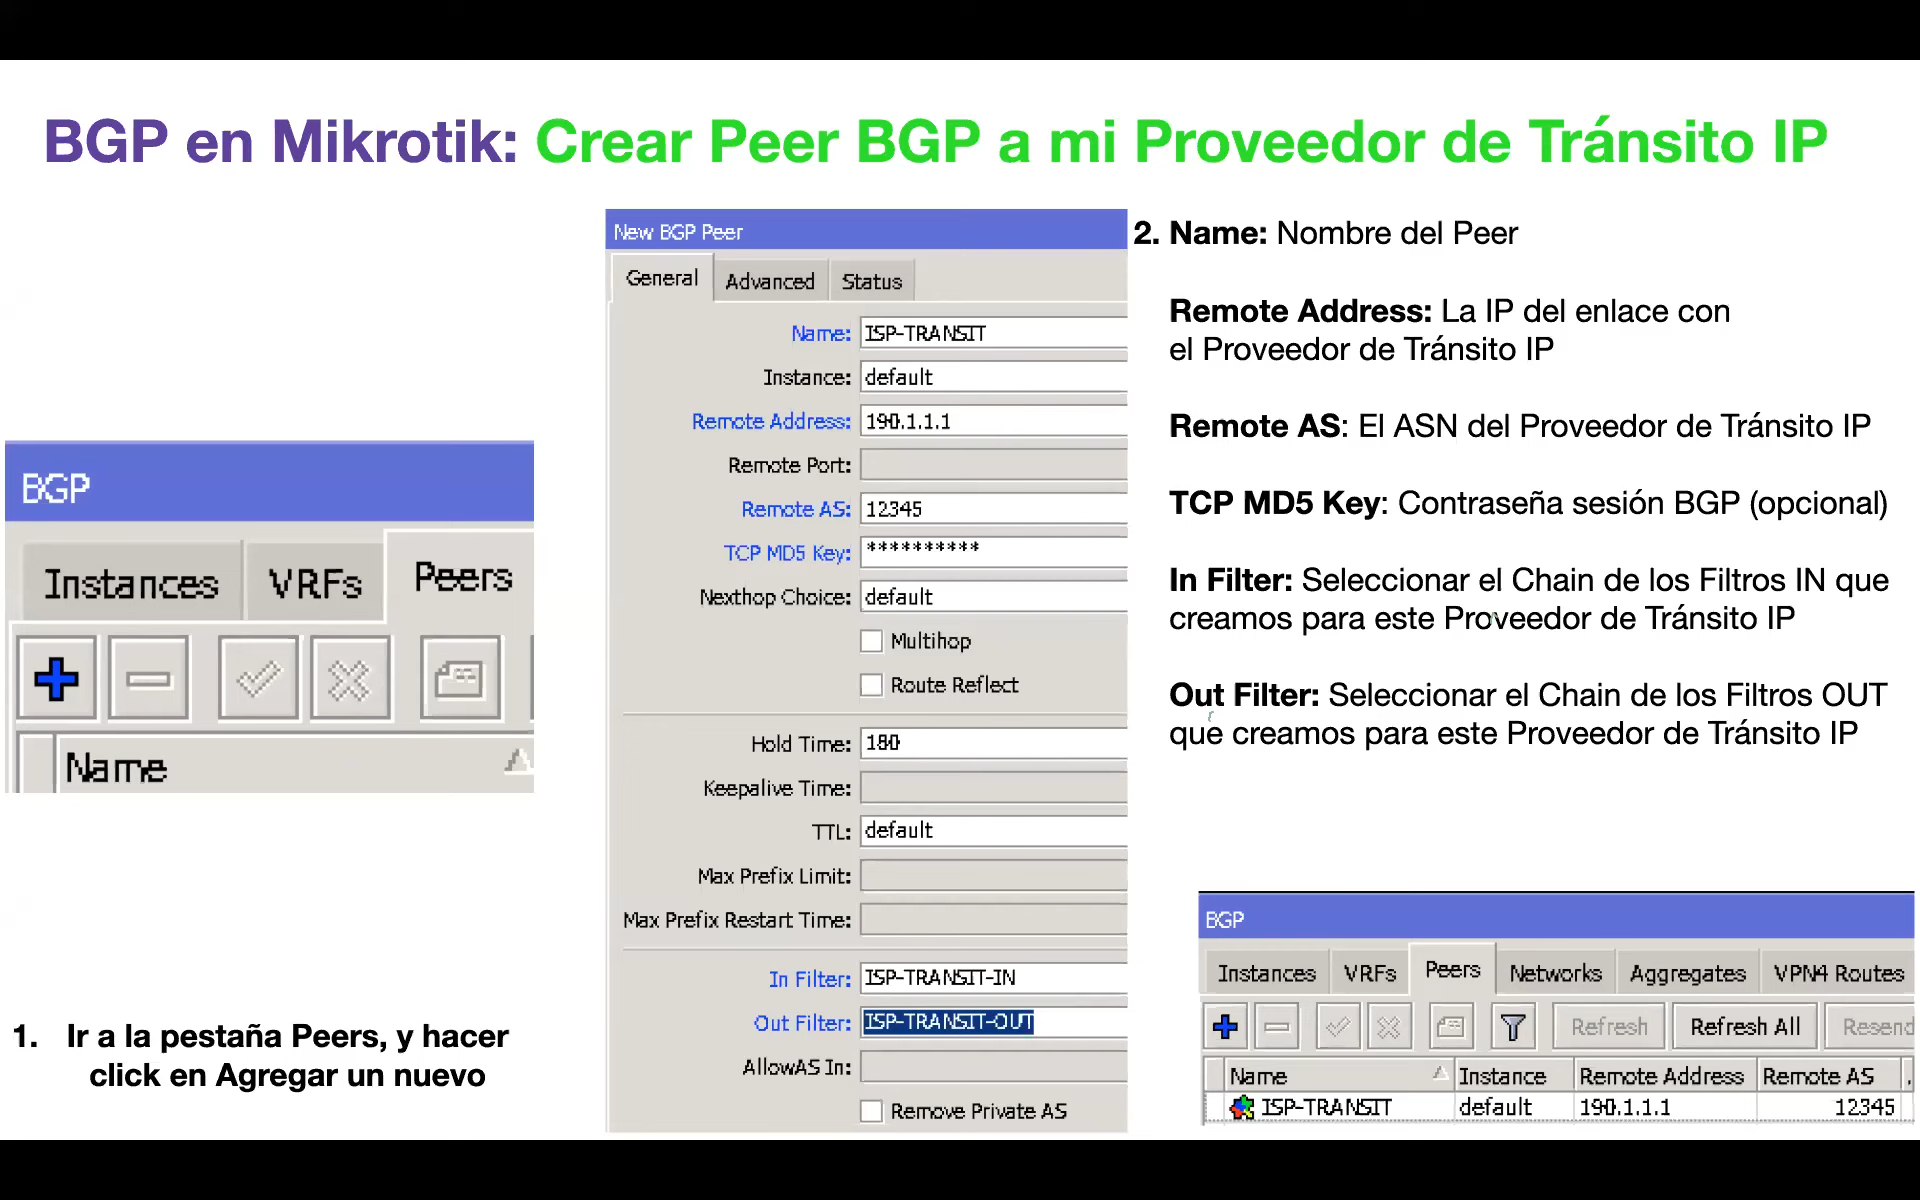 BGP en Mikrotik: Crear Peer BGP a mi Proveedor de Tránsito IP
BGP
Instances VRFs Peers
Name
1. Ir a la pestaña Peers, y hacer
click en Agregar un nuevo
New BGP Peer
General Advanced Status
Name: ISP-TRANSIT
Instance: default
Remote Address: 190.1.1.1
Remote Port:
Remote AS: 12345
TCP MD5 Key: **********
Nexthop Choice: default
Multihop
Route Reflect
Hold Time: 180
Keepalive Time:
TTL: default
Max Prefix Limit:
Max Prefix Restart Time:
In Filter: ISP-TRANSIT-IN
Out Filter: ISP-TRANSIT-OUT
AllowAS In:
Remove Private AS
2. Name: Nombre del Peer
Remote Address: La IP del enlace con
el Proveedor de Tránsito IP
Remote AS: El ASN del Proveedor de Tránsito IP
TCP MD5 Key: Contraseña sesión BGP (opcional)
In Filter: Seleccionar el Chain de los Filtros IN que
creamos para este Proveedor de Tránsito IP
Out Filter: Seleccionar el Chain de los Filtros OUT
que creamos para este Proveedor de Tránsito IP
BGP
Instances VRFs Peers Networks Aggregates VPN4 Routes
Refresh Refresh All Resend
Name Instance Remote Address Remote AS
ISP-TRANSIT default 190.1.1.1 12345